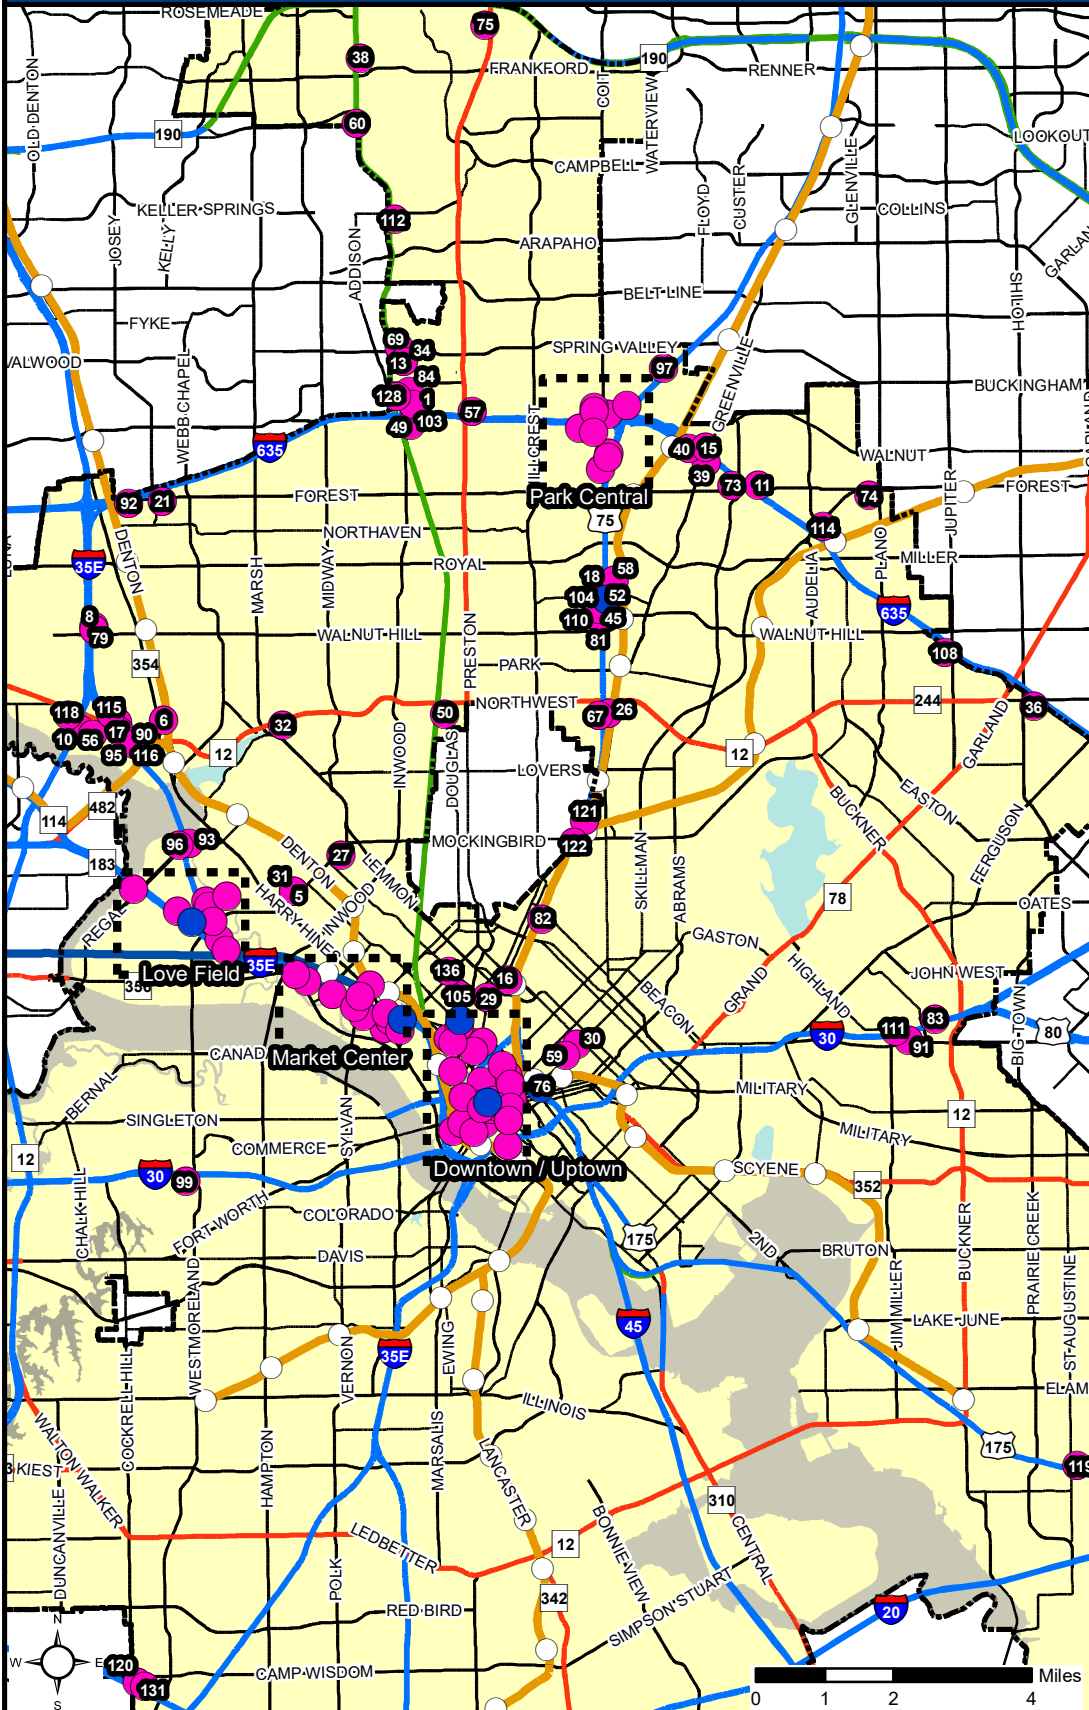 ROSEMEADE
75
38
FRANKFORD
190
RENNER
COIT
WATERVIEW
OLD DENTON
60
190
LOOKOUT
CAMPBELL
GLENVILLE
FLOYD
CUSTER
KELLER SPRINGS
COLLINS
112
JOSEY
KELLY
ADDISON
ARAPAHO
BELT LINE
FYKE
69
34
SPRING VALLEY
13
97
WEBB CHAPEL
84
BUCKINGHAM
128
1
GREENVILLE
57
103
49
635
40
15
WALNUT
39
Park Central
92
21
FOREST
73
11
74
FOREST
JUPITER
75
NORTHAVEN
114
DENTON
35E
MARSH
MIDWAY
ROYAL
18
58
AUDELIA
PLANO
MILLER
104
52
635
8
110
45
79
WALNUT HILL
81
WALNUT HILL
354
PRESTON
PARK
108
118
115
6
50
NORTHWEST
67
26
244
36
10
56
17
90
32
95
116
12
12
GARLAND
INWOOD
DOUGLAS
LOVERS
114
482
121
BUCKNER
EASTON
96
93
MOCKINGBIRD
122
FERGUSON
183
27
DENTON
LEMMON
31
5
SKILLMAN
ABRAMS
78
HARRY HINES
INWOOD
OATES
REGAL
82
GASTON
Love Field
35E
136
16
GRAND
HIGHLAND
JOHN WEST
105
29
BEACON
83
BIG TOWN
111
30
80
CANAD
Market Center
30
59
91
BERNAL
76
MILITARY
SINGLETON
SYLVAN
12
MILITARY
12
COMMERCE
Downtown / Uptown
SCYENE
30
99
352
CHALK HILL
FORT WORTH
COLORADO
175
2ND
PRAIRIE CREEK
DAVIS
BRUTON
BUCKNER
WESTMORELAND
JIM MILLER
ST AUGUSTINE
45
LAKE JUNE
COCKRELL HILL
VERNON
35E
EWING
ELAM
ILLINOIS
WALTON WALKER
HAMPTON
MARSALIS
175
KIEST
LANCASTER
119
310
DUNCANVILLE
BONNIE VIEW
CENTRAL
LEDBETTER
12
POLK
342
SIMPSON STUART
20
RED BIRD
N
W
E
S
120
131
CAMP WISDOM
Miles
0
1
2
4